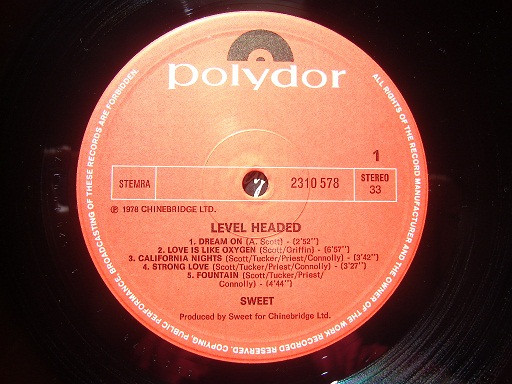 polydor
1
STEMRA
2310 578
STEREO
33
℗ 1978 CHINEBRIDGE LTD.
LEVEL HEADED
1. DREAM ON (A. Scott) - (2'52'')
2. LOVE IS LIKE OXYGEN (Scott/Griffin) - (6'57'')
3. CALIFORNIA NIGHTS (Scott/Tucker/Priest/Connolly) - (3'42'')
4. STRONG LOVE (Scott/Tucker/Priest/Connolly) - (3'27'')
5. FOUNTAIN (Scott/Tucker/Priest/
Connolly) - (4'44'')
SWEET
Produced by Sweet for Chinebridge Ltd.
ALL RIGHTS OF THE RECORD MANUFACTURER AND THE OWNER OF THE WORK RECORDED RESERVED. COPYING, PUBLIC PERFORMANCE, BROADCASTING OF THESE RECORDS ARE FORBIDDEN.